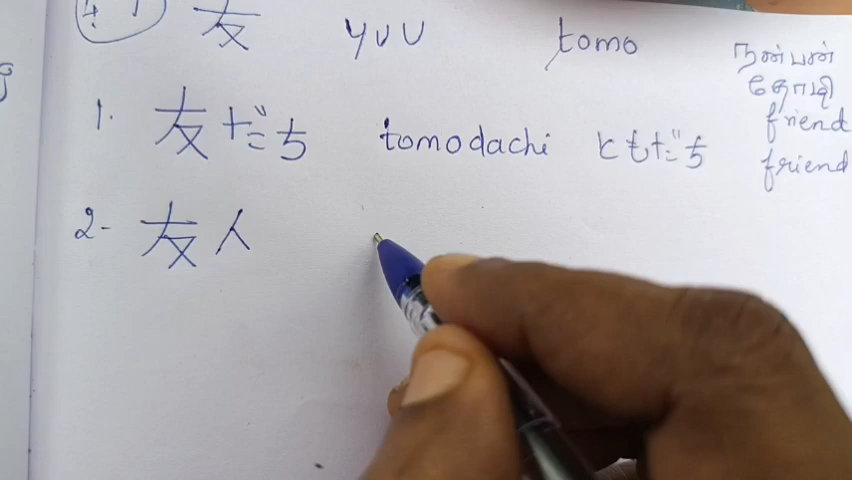 友 yuu tomo நண்பன்
தோழி
1. 友だち tomodachi ともだち friend
friend
2- 友人